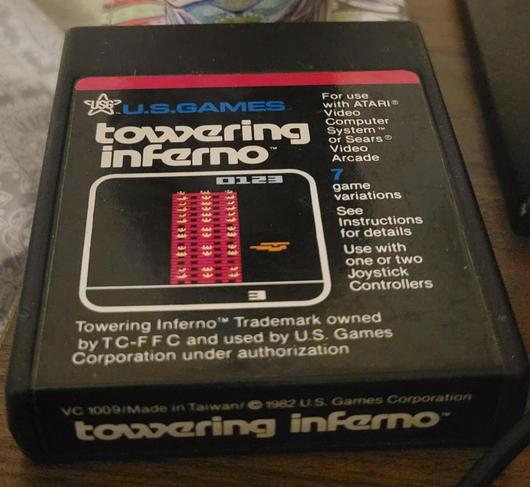 USG U.S.GAMES
towering
inferno™
0123
3
For use
with ATARI®
Video
Computer
System™
or Sears®
Video
Arcade
7
game
variations
See
Instructions
for details
Use with
one or two
Joystick
Controllers
Towering Inferno™ Trademark owned
by TC-FFC and used by U.S. Games
Corporation under authorization
VC 1009/Made in Taiwan/ © 1982 U.S. Games Corporation
towering inferno™